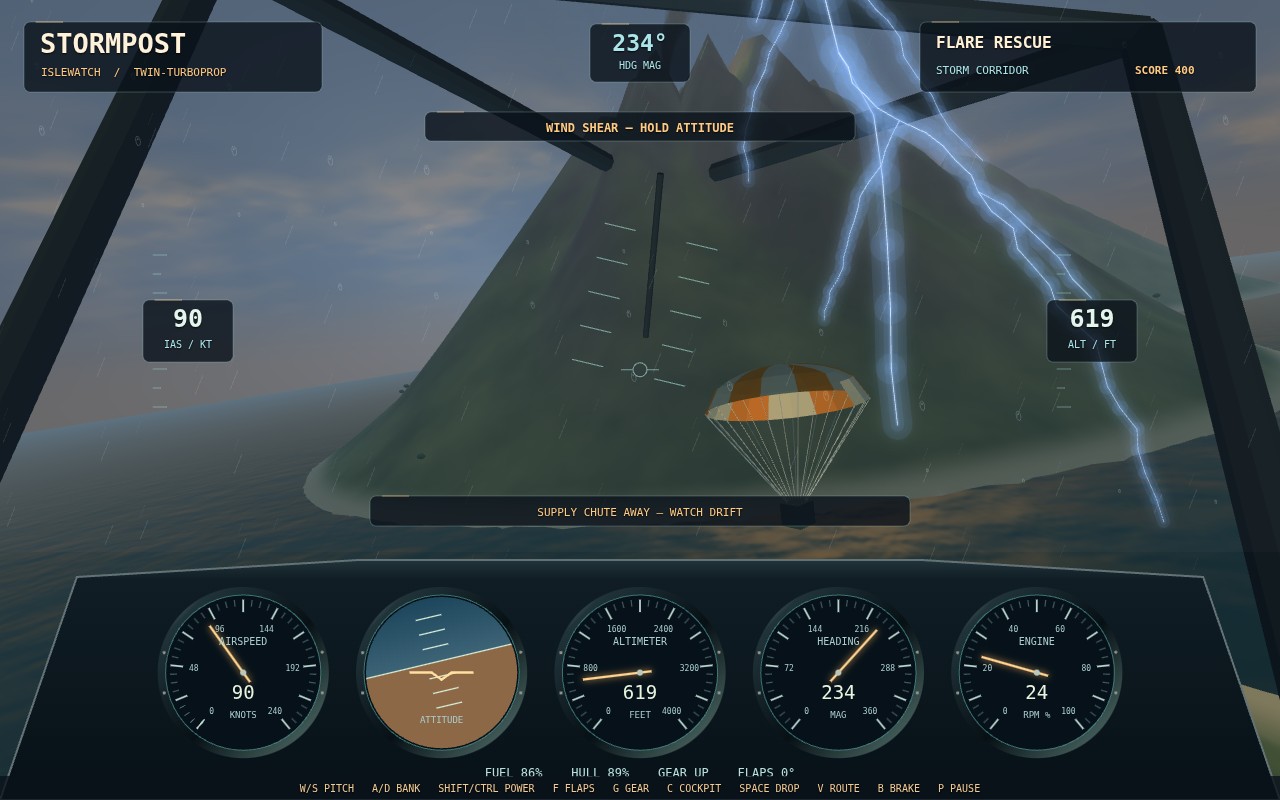 STORMPOST
ISLEWATCH / TWIN-TURBOPROP
234°
HDG MAG
FLARE RESCUE
STORM CORRIDOR SCORE 400
WIND SHEAR — HOLD ATTITUDE
90
IAS / KT
619
ALT / FT
SUPPLY CHUTE AWAY — WATCH DRIFT
96 144
AIRSPEED
48 192
90
0 KNOTS 240
ATTITUDE
1600 2400
ALTIMETER
800 3200
619
0 FEET 4000
144 216
HEADING
72 288
234
0 MAG 360
40 60
ENGINE
20 80
24
0 RPM % 100
FUEL 86% HULL 89% GEAR UP FLAPS 0°
W/S PITCH A/D BANK SHIFT/CTRL POWER F FLAPS G GEAR C COCKPIT SPACE DROP V ROUTE B BRAKE P PAUSE